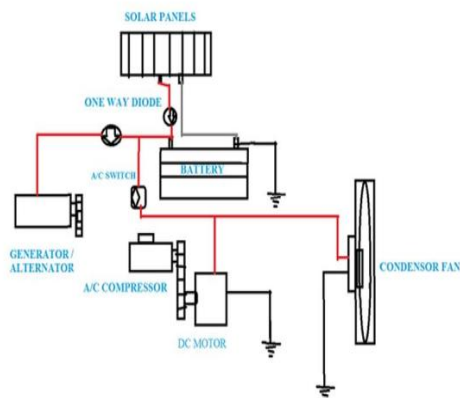 SOLAR PANELS
ONE WAY DIODE
BATTERY
A/C SWITCH
GENERATOR /
ALTERNATOR
A/C COMPRESSOR
CONDENSOR FAN
DC MOTOR